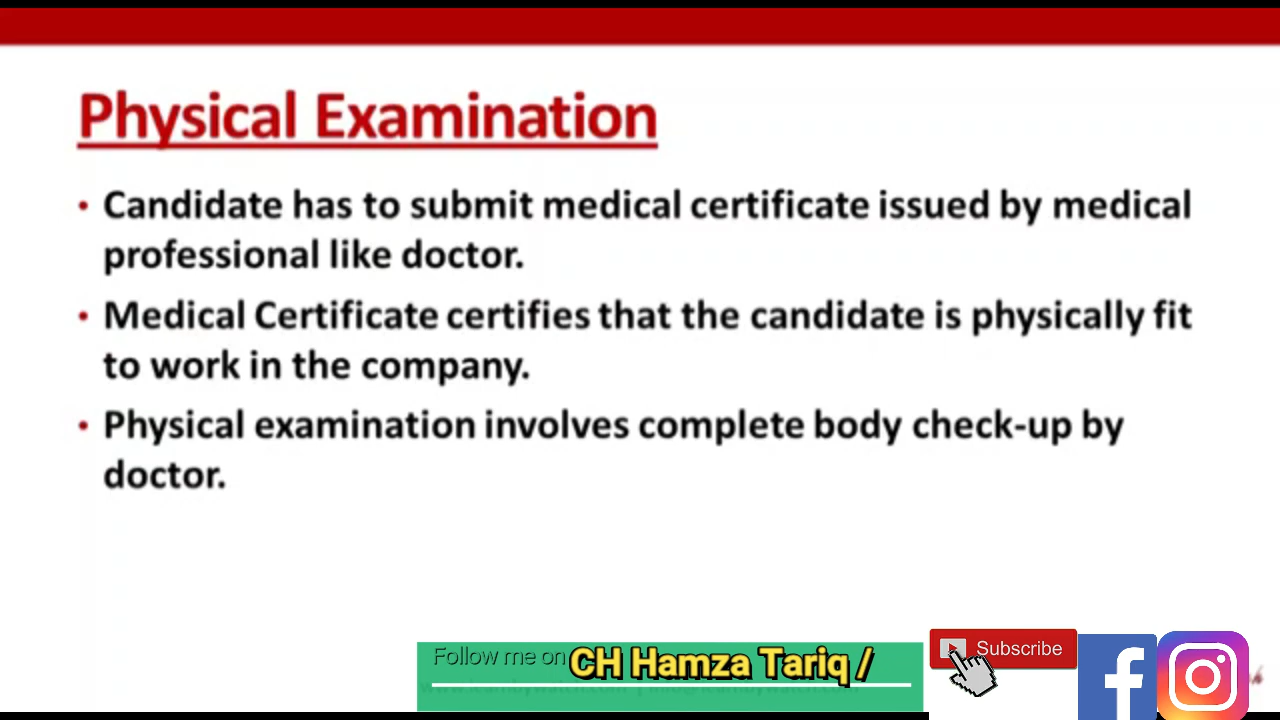 Physical Examination
• Candidate has to submit medical certificate issued by medical
professional like doctor.
• Medical Certificate certifies that the candidate is physically fit
to work in the company.
• Physical examination involves complete body check-up by
doctor.
Follow me on CH Hamza Tariq /
Subscribe